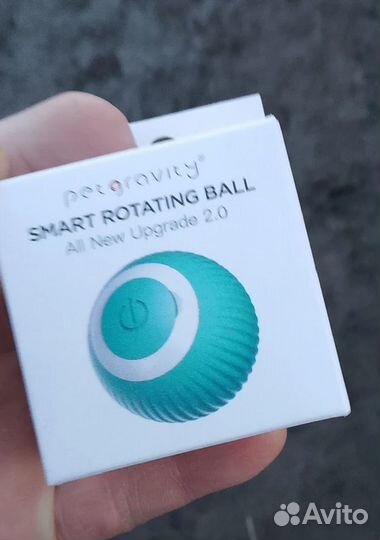 petgravity®
SMART ROTATING BALL
All New Upgrade 2.0
Avito